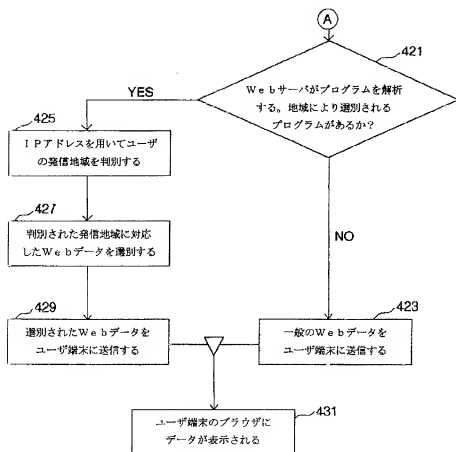 A
421
Ｗｅｂサーバがプログラムを解析
する。地域により選別される
プログラムがあるか？
YES
425
ＩＰアドレスを用いてユーザ
の発信地域を判別する
427
判別された発信地域に対応
したＷｅｂデータを選別する
NO
429
選別されたＷｅｂデータを
ユーザ端末に送信する
423
一般のＷｅｂデータを
ユーザ端末に送信する
431
ユーザ端末のブラウザに
データが表示される